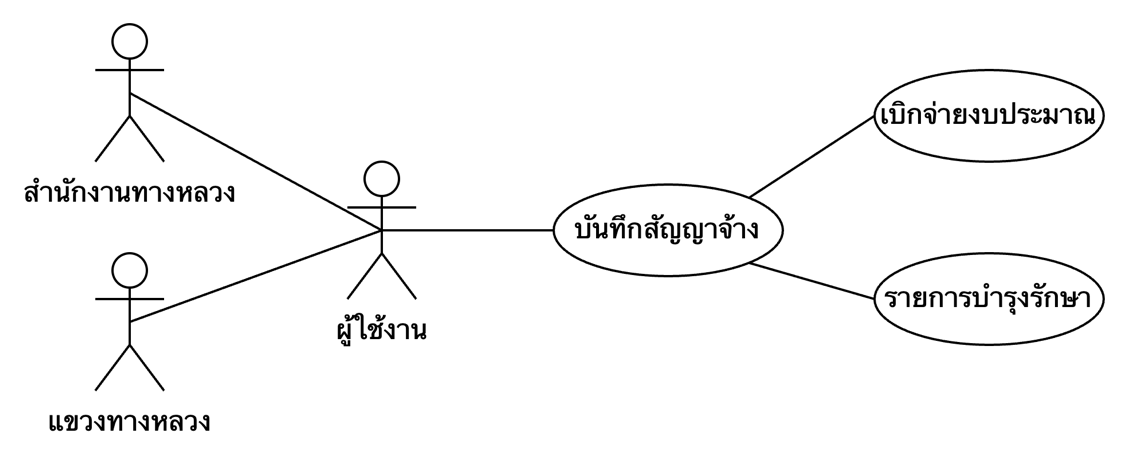 สำนักงานทางหลวง
แขวงทางหลวง
ผู้ใช้งาน
บันทึกสัญญาจ้าง
เบิกจ่ายงบประมาณ
รายการบำรุงรักษา